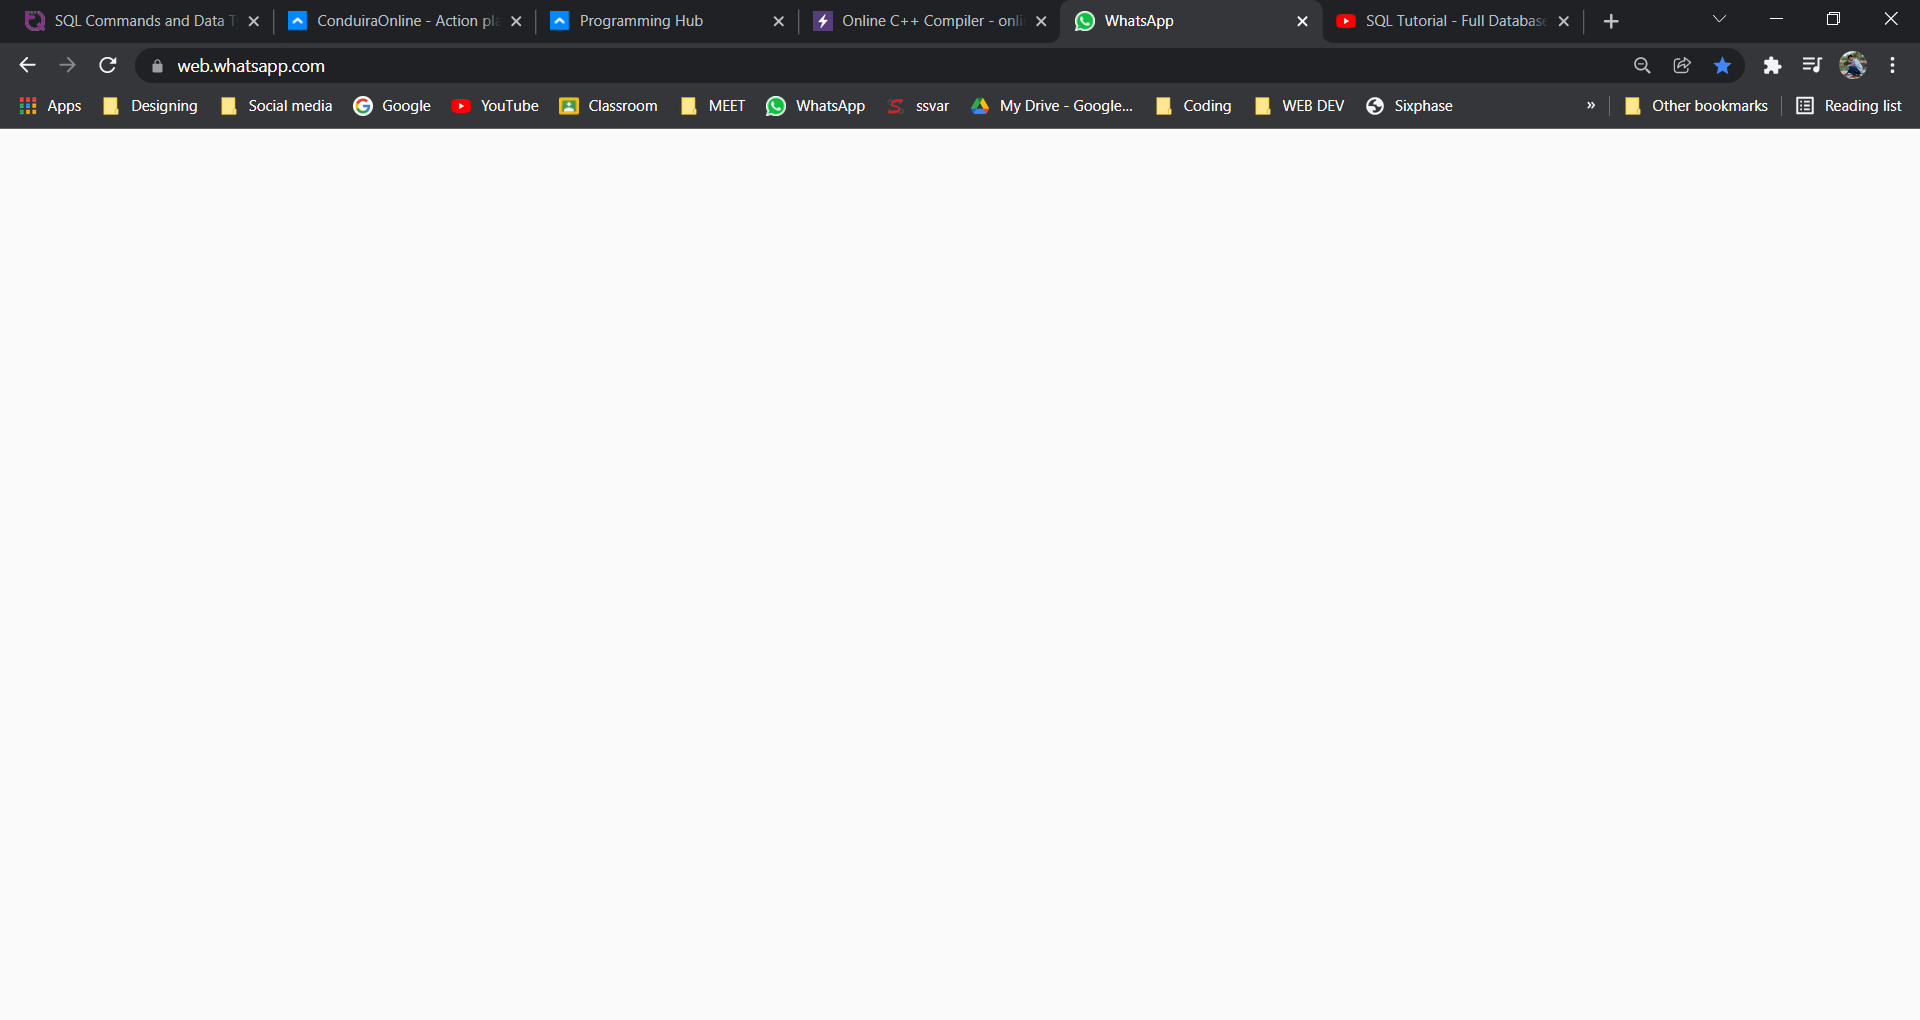 SQL Commands and Data T
ConduiraOnline - Action pla
Programming Hub
Online C++ Compiler - onli
WhatsApp
SQL Tutorial - Full Database
web.whatsapp.com
Apps Designing Social media Google YouTube Classroom MEET WhatsApp ssvar My Drive - Google... Coding WEB DEV Sixphase » Other bookmarks Reading list